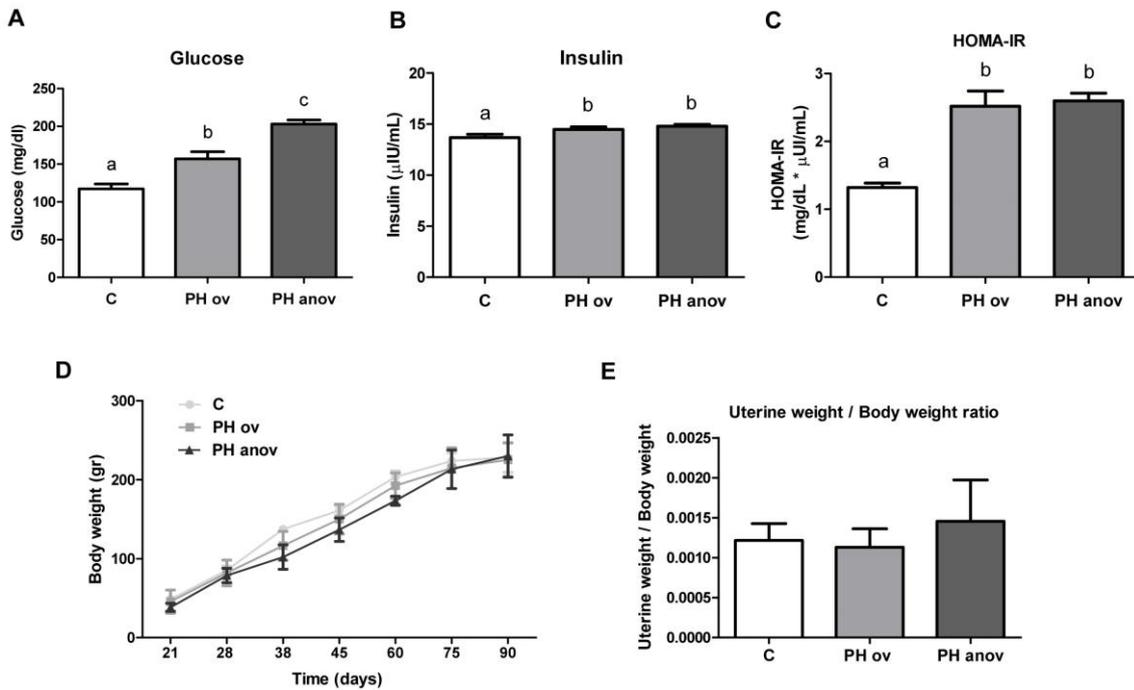 A
Glucose
Glucose (mg/dl)
250
200
150
100
50
0
a
b
c
C
PH ov
PH anov
B
Insulin
Insulin (μIU/mL)
20
15
10
5
0
a
b
b
C
PH ov
PH anov
C
HOMA-IR
HOMA-IR
(mg/dL * μUI/mL)
3
2
1
0
a
b
b
C
PH ov
PH anov
D
Body weight (gr)
300
200
100
0
C
PH ov
PH anov
21
28
38
45
60
75
90
Time (days)
E
Uterine weight / Body weight ratio
Uterine weight / Body weight
0.0025
0.0020
0.0015
0.0010
0.0005
0.0000
C
PH ov
PH anov